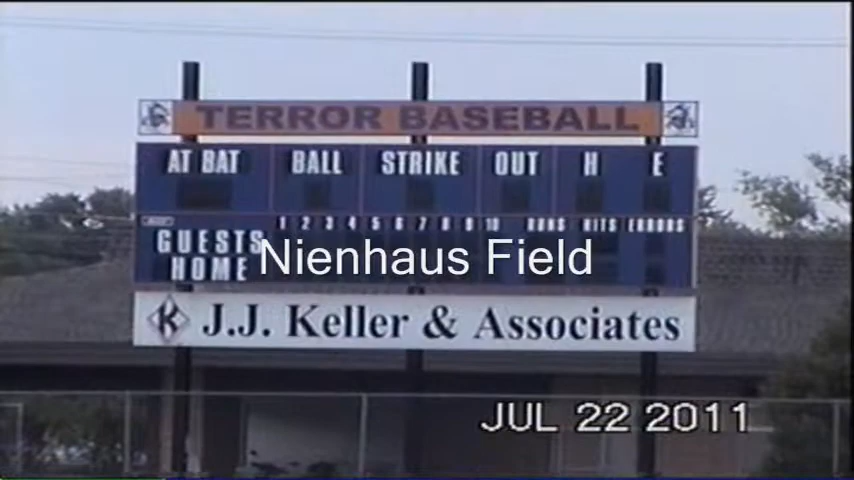 TERROR BASEBALL
AT BAT BALL STRIKE OUT H E
1 2 3 4 5 6 7 8 9 10 RUNS HITS ERRORS
GUESTS
HOME
Nienhaus Field
K J.J. Keller & Associates
JUL 22 2011